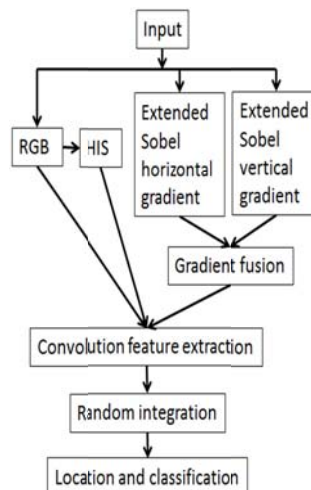 Input
RGB
HIS
Extended
Sobel
horizontal
gradient
Extended
Sobel
vertical
gradient
Gradient fusion
Convolution feature extraction
Random integration
Location and classification